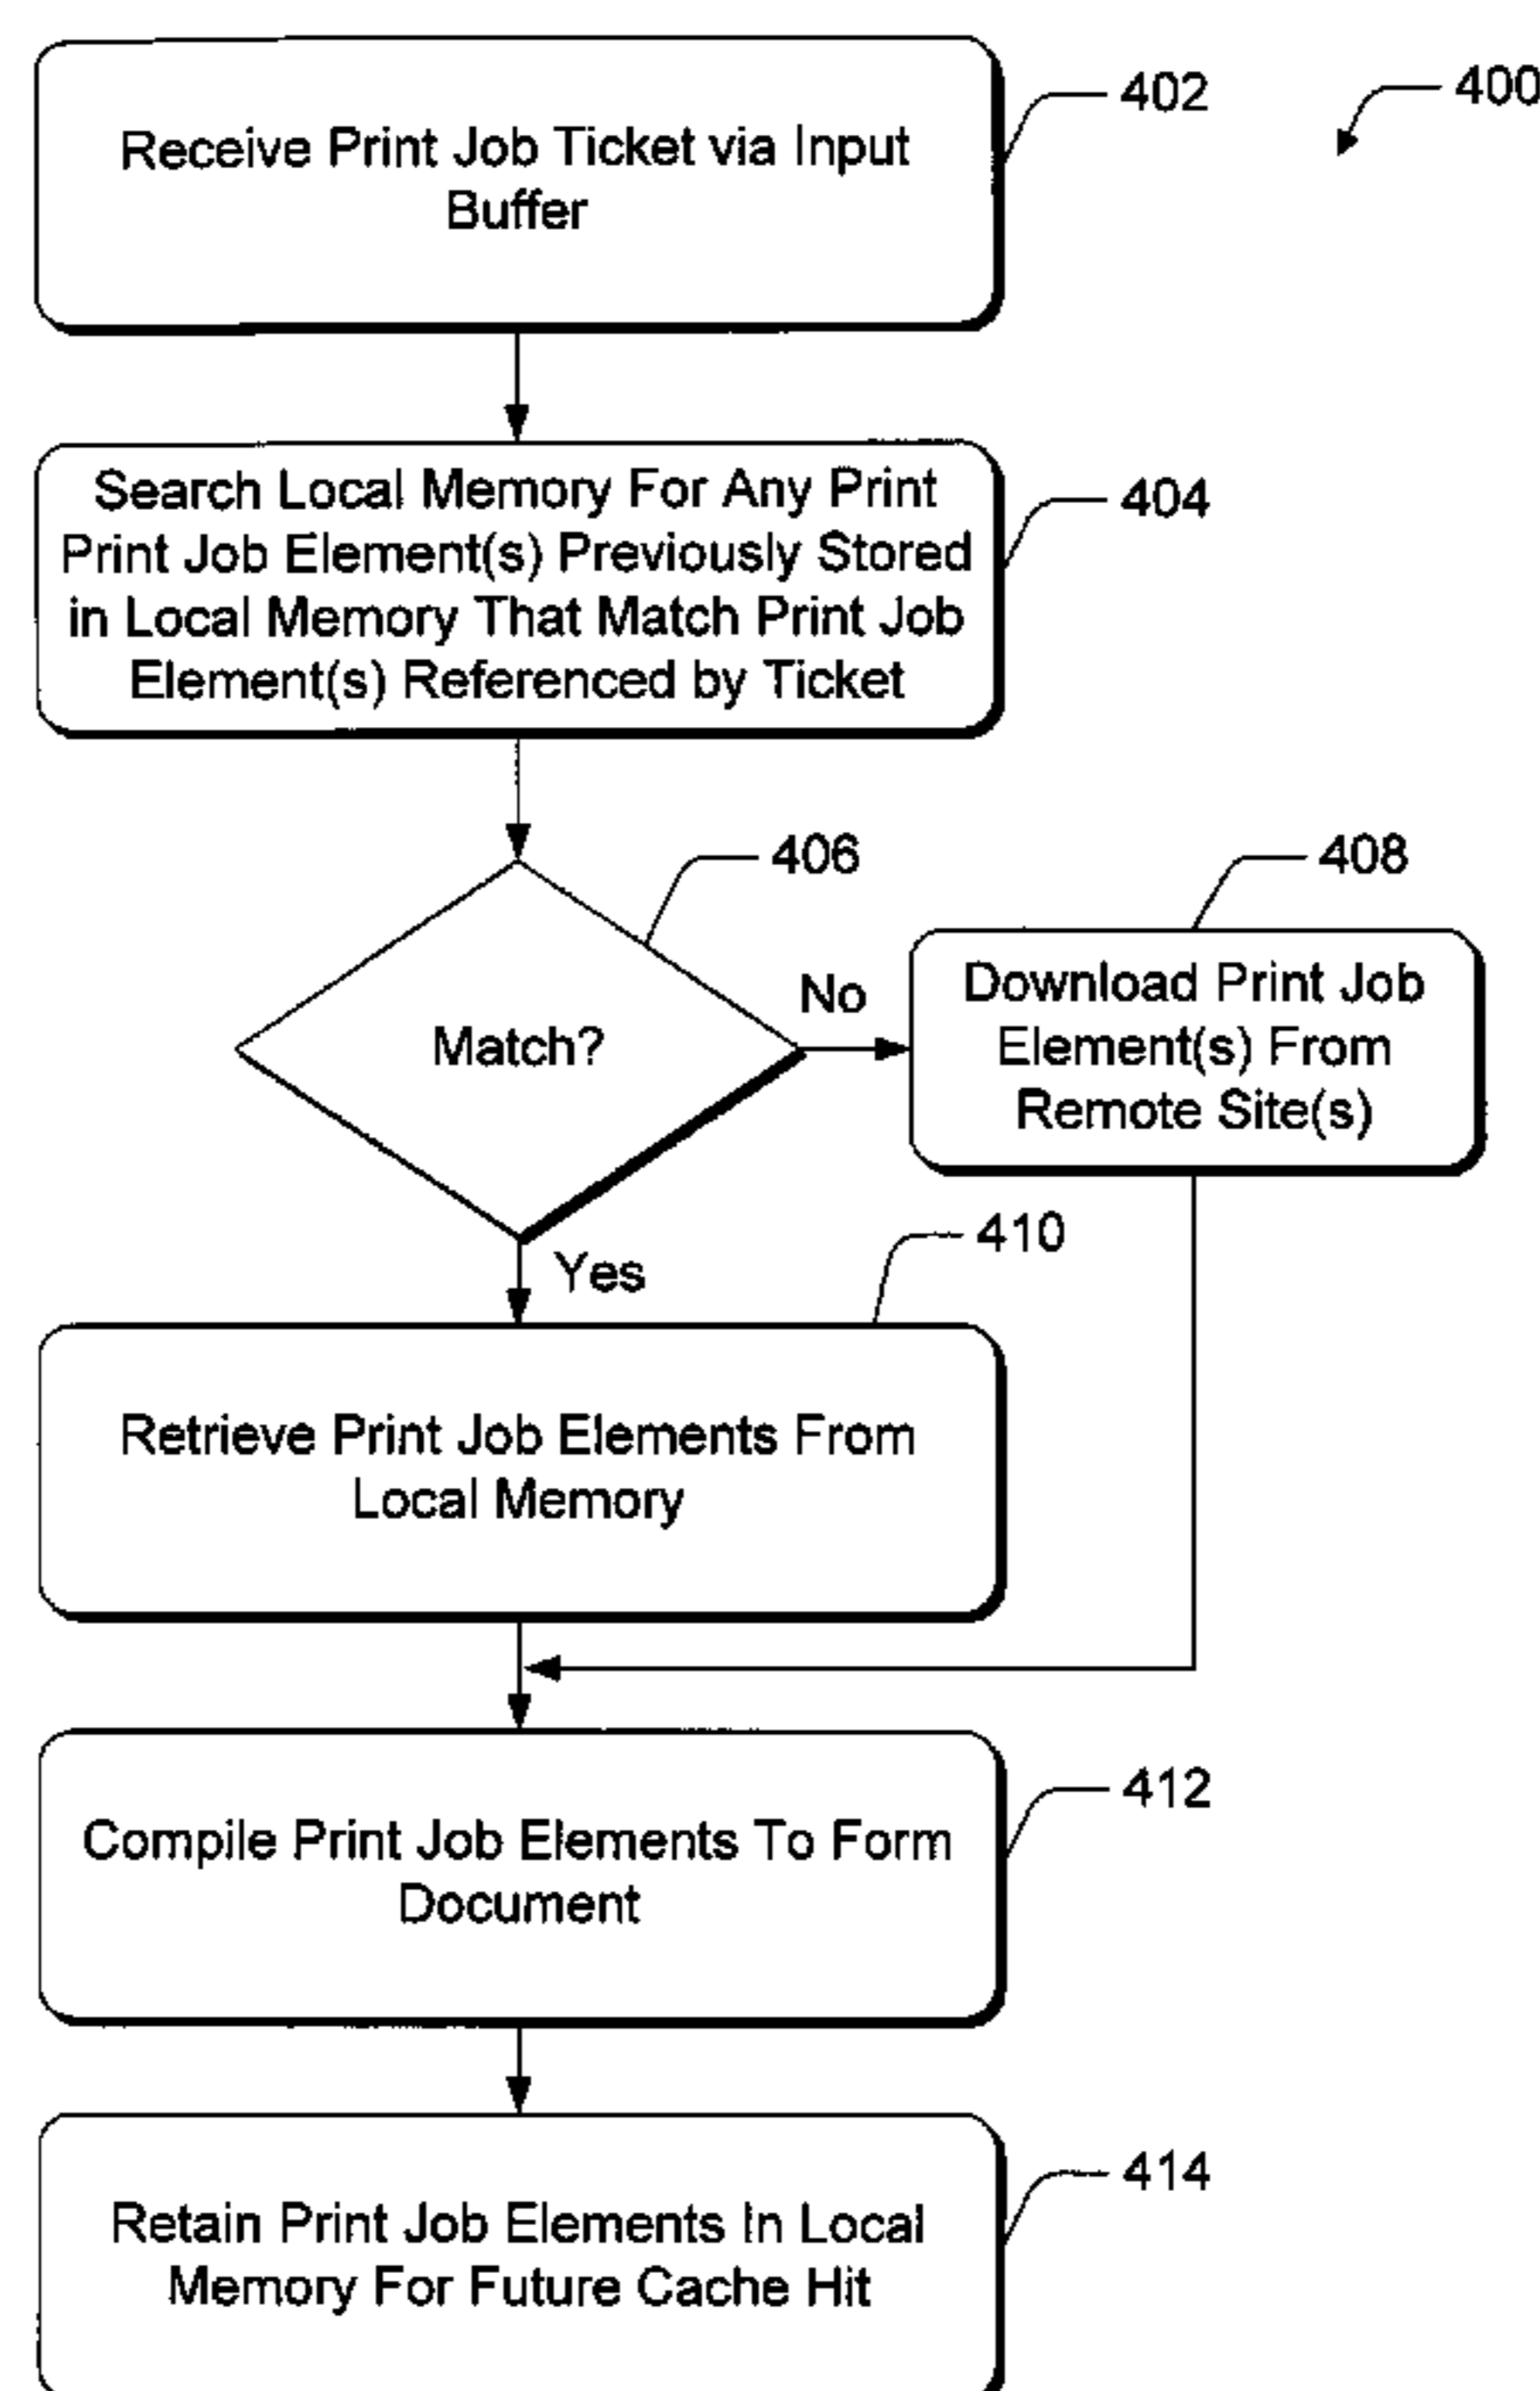 400
402
Receive Print Job Ticket via Input
Buffer
404
Search Local Memory For Any Print
Print Job Element(s) Previously Stored
in Local Memory That Match Print Job
Element(s) Referenced by Ticket
406
Match?
No
408
Download Print Job
Element(s) From
Remote Site(s)
Yes
410
Retrieve Print Job Elements From
Local Memory
412
Compile Print Job Elements To Form
Document
414
Retain Print Job Elements In Local
Memory For Future Cache Hit